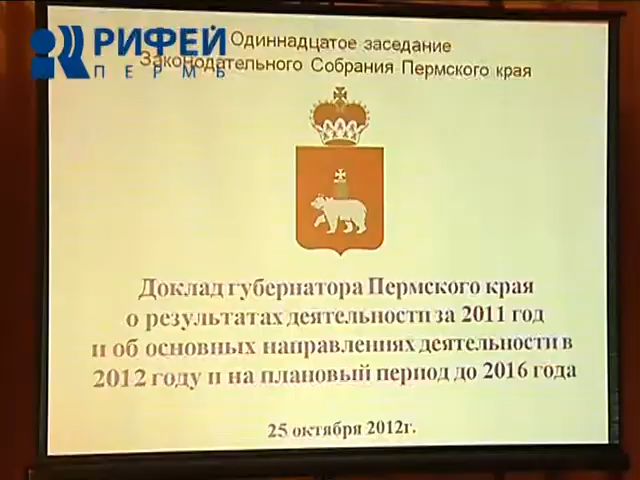 РИФЕЙ
ПЕРМЬ
Одиннадцатое заседание
Законодательного Собрания Пермского края
Доклад губернатора Пермского края
о результатах деятельности за 2011 год
и об основных направлениях деятельности в
2012 году и на плановый период до 2016 года
25 октября 2012г.